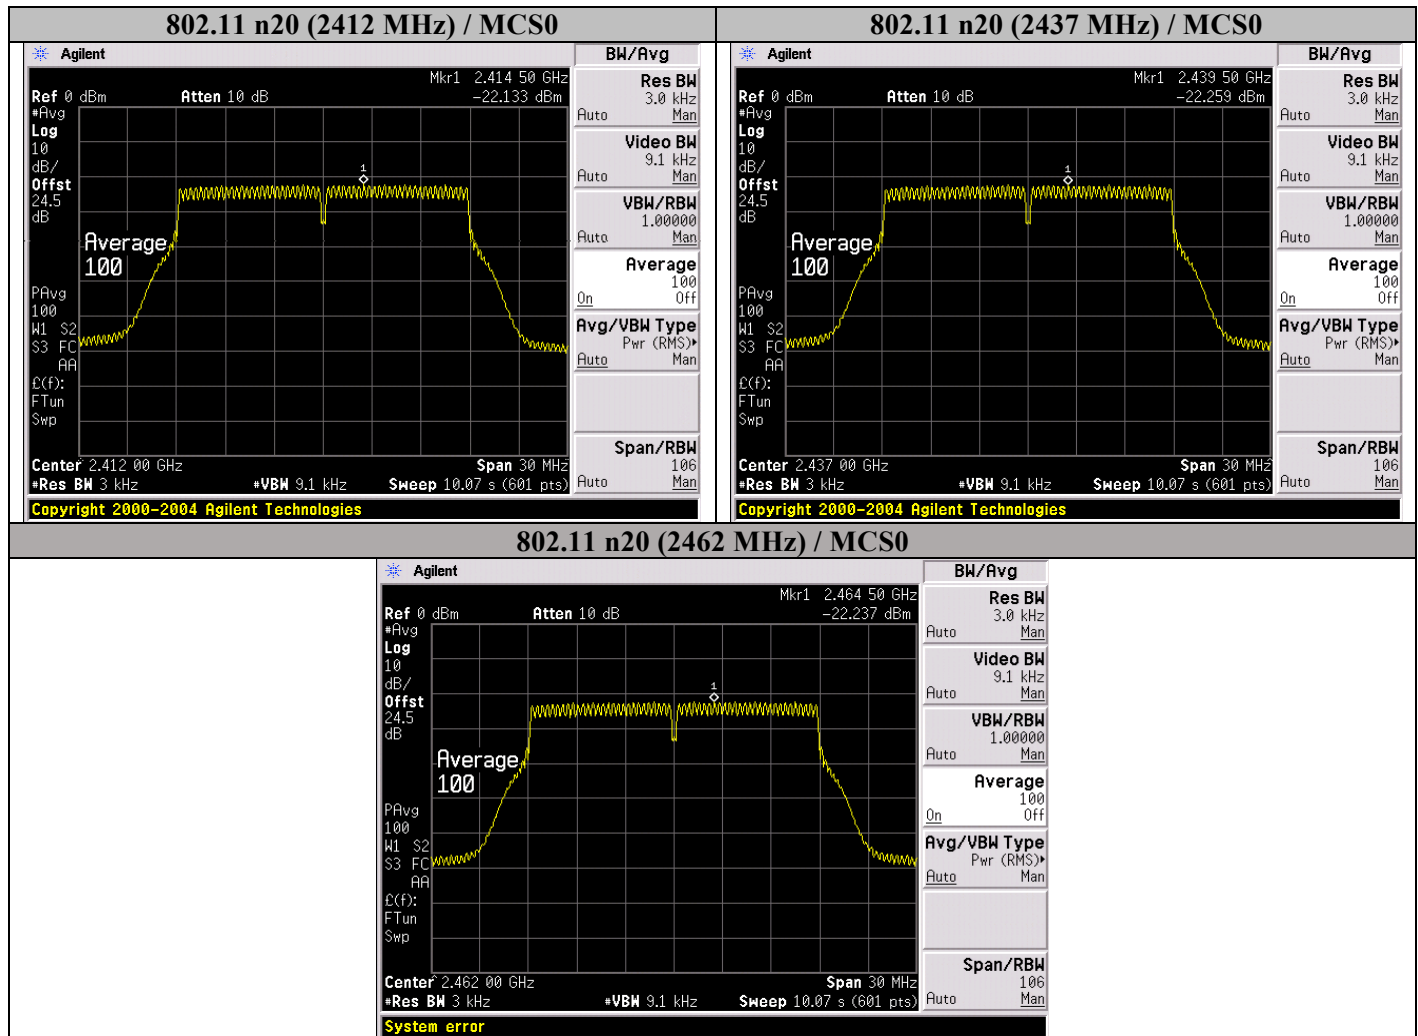 802.11 n20 (2412 MHz) / MCS0
Agilent
BW/Avg
Mkr1 2.414 50 GHz
Ref 0 dBm Atten 10 dB -22.133 dBm
#Avg
Log
10
dB/
Offst
24.5
dB
1
Average
100
PAvg
100
W1 S2
S3 FC
AA
£(f):
FTun
Swp
Center 2.412 00 GHz Span 30 MHz
#Res BW 3 kHz #VBW 9.1 kHz Sweep 10.07 s (601 pts)
Copyright 2000-2004 Agilent Technologies
Res BW
3.0 kHz
Auto Man
Video BW
9.1 kHz
Auto Man
VBW/RBW
1.00000
Auto Man
Average
100
On Off
Avg/VBW Type
Pwr (RMS)▸
Auto Man
Span/RBW
106
Auto Man
802.11 n20 (2437 MHz) / MCS0
Agilent
BW/Avg
Mkr1 2.439 50 GHz
Ref 0 dBm Atten 10 dB -22.259 dBm
#Avg
Log
10
dB/
Offst
24.5
dB
1
Average
100
PAvg
100
W1 S2
S3 FC
AA
£(f):
FTun
Swp
Center 2.437 00 GHz Span 30 MHz
#Res BW 3 kHz #VBW 9.1 kHz Sweep 10.07 s (601 pts)
Copyright 2000-2004 Agilent Technologies
Res BW
3.0 kHz
Auto Man
Video BW
9.1 kHz
Auto Man
VBW/RBW
1.00000
Auto Man
Average
100
On Off
Avg/VBW Type
Pwr (RMS)▸
Auto Man
Span/RBW
106
Auto Man
802.11 n20 (2462 MHz) / MCS0
Agilent
BW/Avg
Mkr1 2.464 50 GHz
Ref 0 dBm Atten 10 dB -22.237 dBm
#Avg
Log
10
dB/
Offst
24.5
dB
1
Average
100
PAvg
100
W1 S2
S3 FC
AA
£(f):
FTun
Swp
Center 2.462 00 GHz Span 30 MHz
#Res BW 3 kHz #VBW 9.1 kHz Sweep 10.07 s (601 pts)
System error
Res BW
3.0 kHz
Auto Man
Video BW
9.1 kHz
Auto Man
VBW/RBW
1.00000
Auto Man
Average
100
On Off
Avg/VBW Type
Pwr (RMS)▸
Auto Man
Span/RBW
106
Auto Man